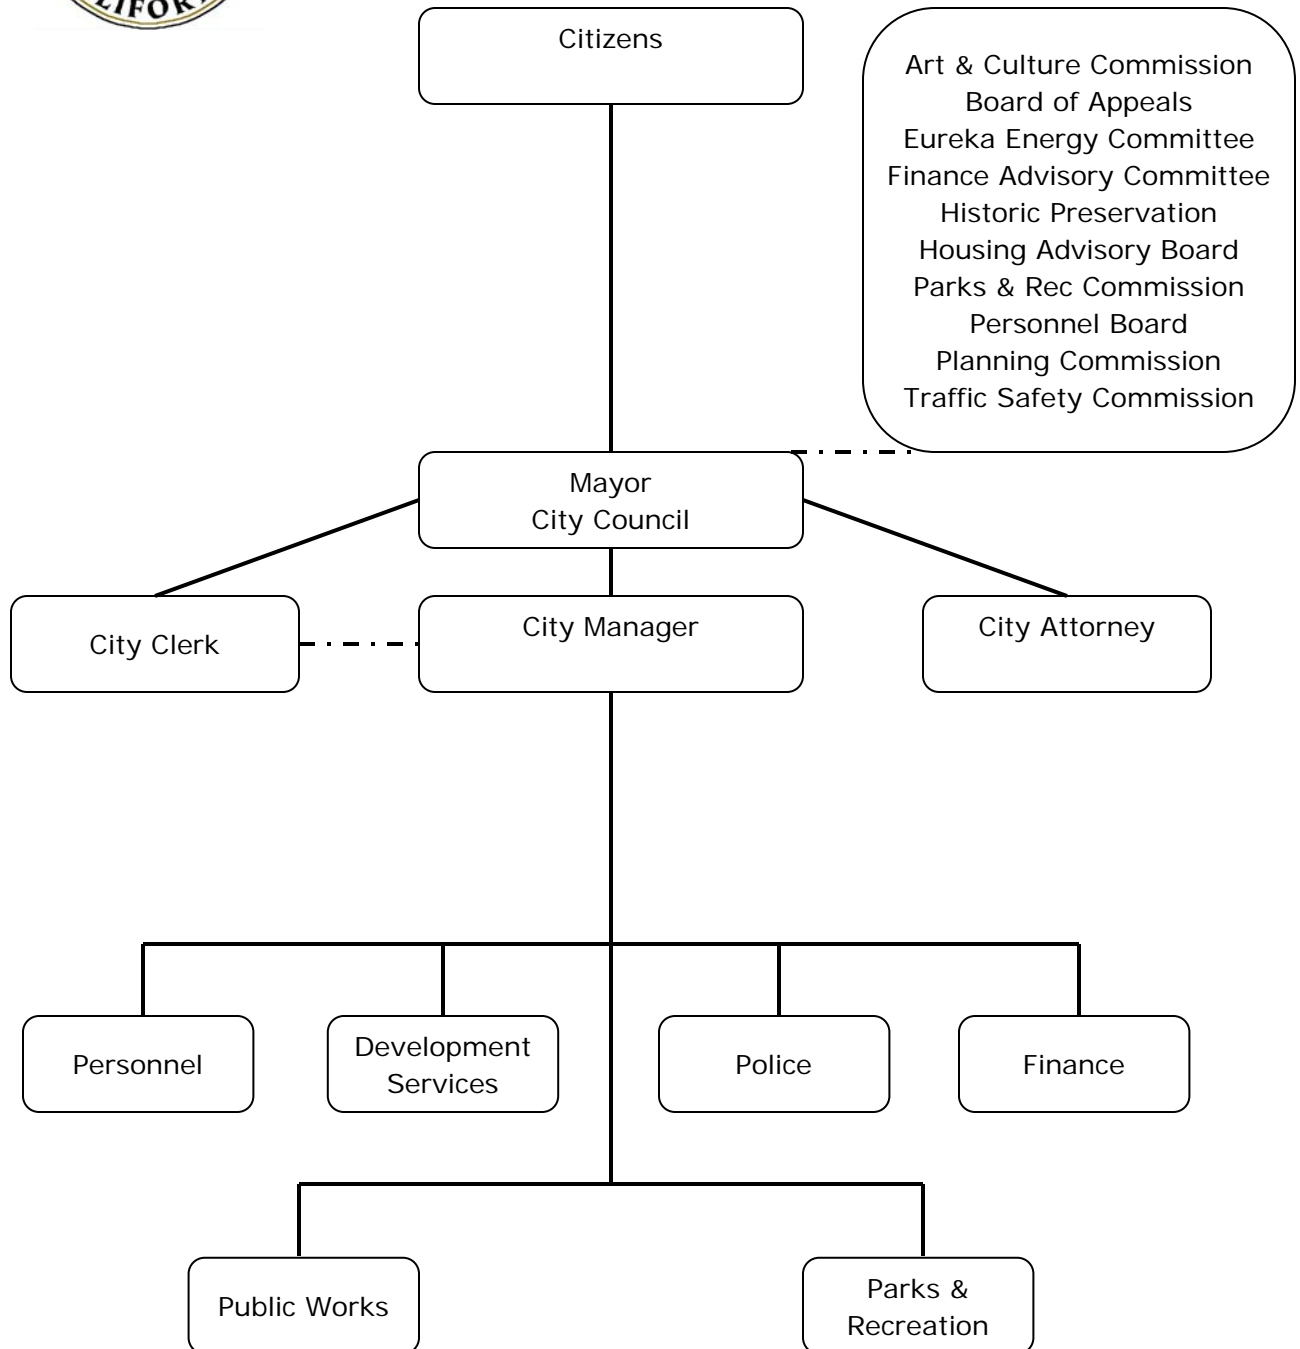 Citizens
Art & Culture Commission
Board of Appeals
Eureka Energy Committee
Finance Advisory Committee
Historic Preservation
Housing Advisory Board
Parks & Rec Commission
Personnel Board
Planning Commission
Traffic Safety Commission
Mayor
City Council
City Clerk
City Manager
City Attorney
Personnel
Development
Services
Police
Finance
Public Works
Parks &
Recreation